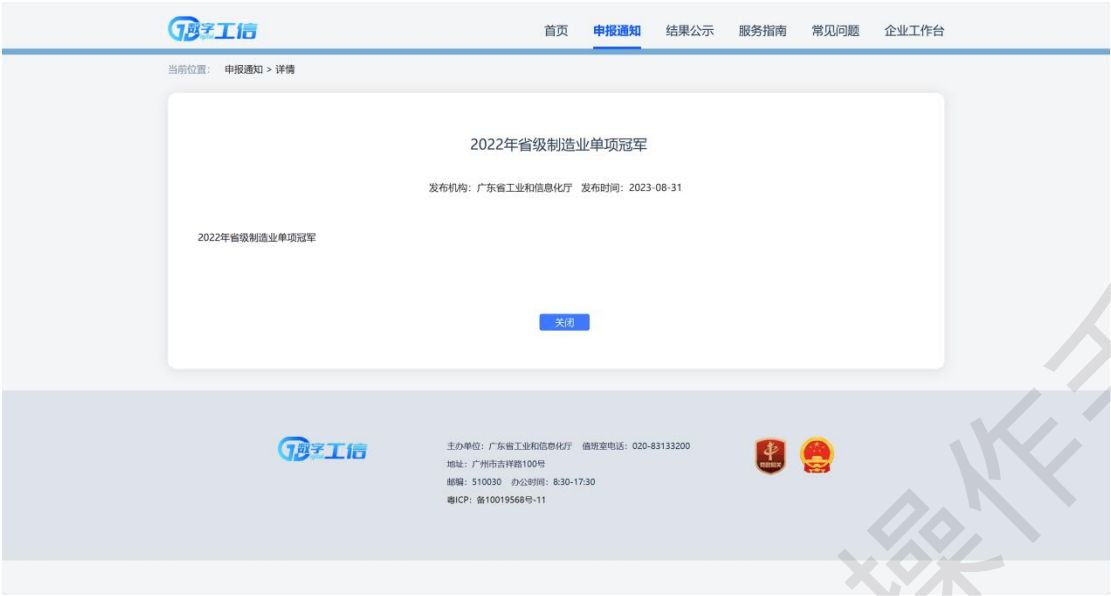 数字工信
首页 申报通知 结果公示 服务指南 常见问题 企业工作台
当前位置： 申报通知 > 详情
2022年省级制造业单项冠军
发布机构：广东省工业和信息化厅 发布时间：2023-08-31
2022年省级制造业单项冠军
关闭
数字工信
主办单位：广东省工业和信息化厅 值班室电话：020-83133200
地址：广州市吉祥路100号
邮编：510030 办公时间：8:30-17:30
粤ICP：备10019568号-11
党政机关
操作手